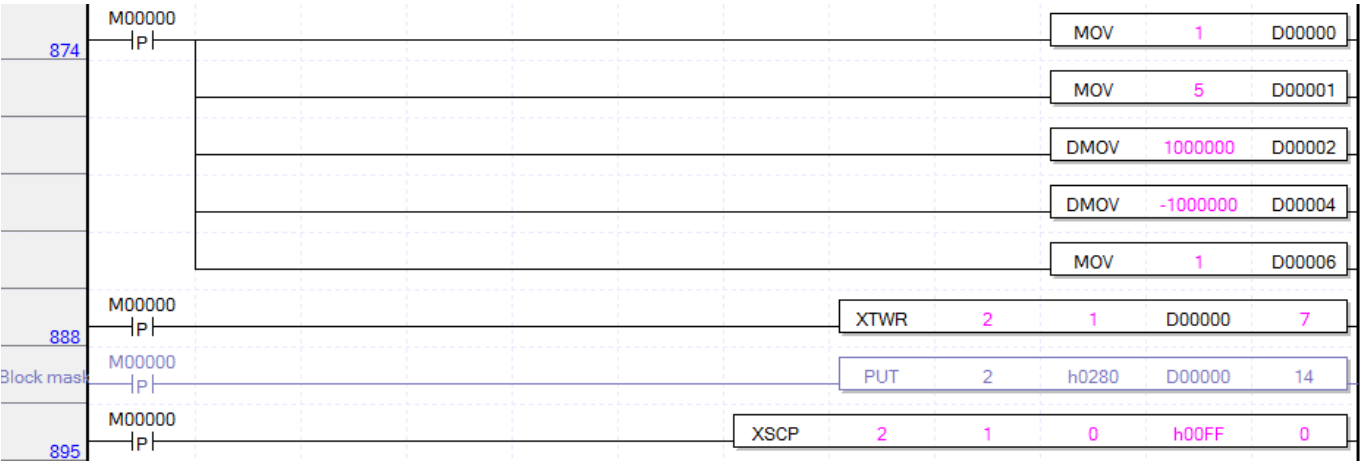 M00000
P
874
MOV 1 D00000
MOV 5 D00001
DMOV 1000000 D00002
DMOV -1000000 D00004
MOV 1 D00006
M00000
P
888
XTWR 2 1 D00000 7
M00000
Block mask
P
PUT 2 h0280 D00000 14
M00000
P
895
XSCP 2 1 0 h00FF 0